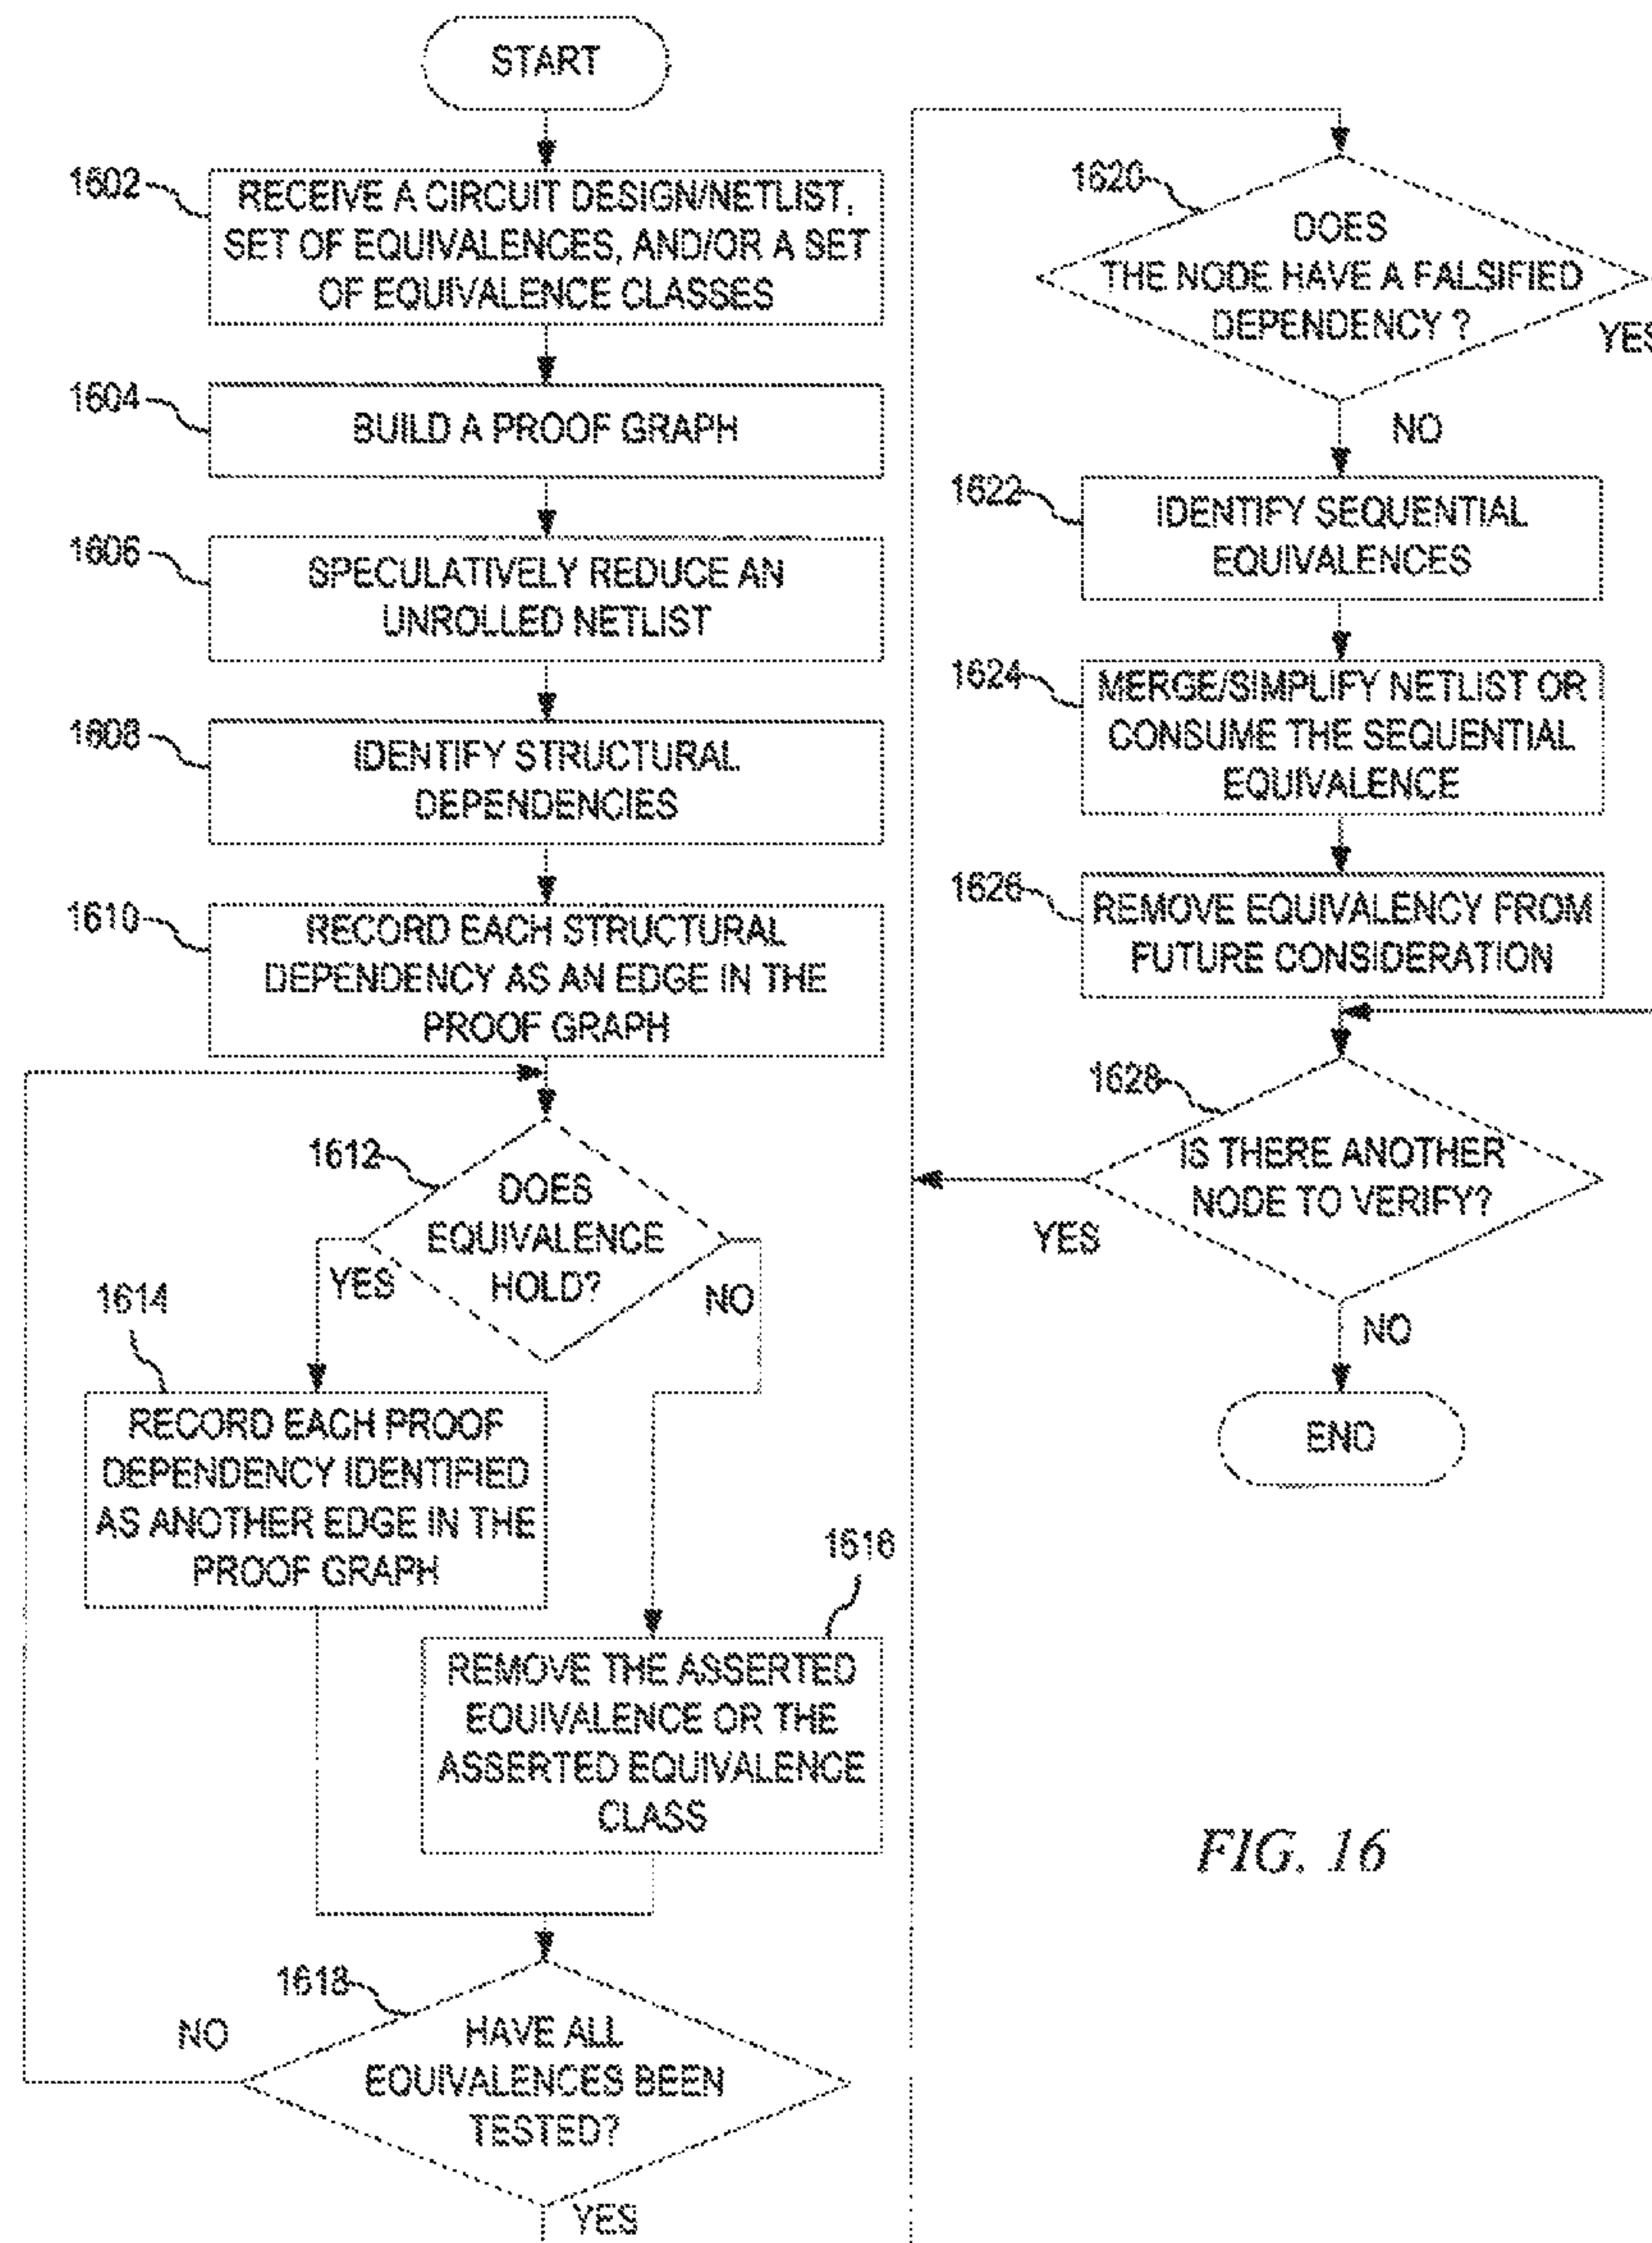 START
1602
RECEIVE A CIRCUIT DESIGN/NETLIST,
SET OF EQUIVALENCES, AND/OR A SET
OF EQUIVALENCE CLASSES
1604
BUILD A PROOF GRAPH
1606
SPECULATIVELY REDUCE AN
UNROLLED NETLIST
1608
IDENTIFY STRUCTURAL
DEPENDENCIES
1610
RECORD EACH STRUCTURAL
DEPENDENCY AS AN EDGE IN THE
PROOF GRAPH
1612
DOES
EQUIVALENCE
HOLD?
YES
NO
1614
RECORD EACH PROOF
DEPENDENCY IDENTIFIED
AS ANOTHER EDGE IN THE
PROOF GRAPH
1616
REMOVE THE ASSERTED
EQUIVALENCE OR THE
ASSERTED EQUIVALENCE
CLASS
1618
NO
HAVE ALL
EQUIVALENCES BEEN
TESTED?
YES
1620
DOES
THE NODE HAVE A FALSIFIED
DEPENDENCY ?
YES
NO
1622
IDENTIFY SEQUENTIAL
EQUIVALENCES
1624
MERGE/SIMPLIFY NETLIST OR
CONSUME THE SEQUENTIAL
EQUIVALENCE
1626
REMOVE EQUIVALENCY FROM
FUTURE CONSIDERATION
1628
IS THERE ANOTHER
NODE TO VERIFY?
YES
NO
END
FIG. 16